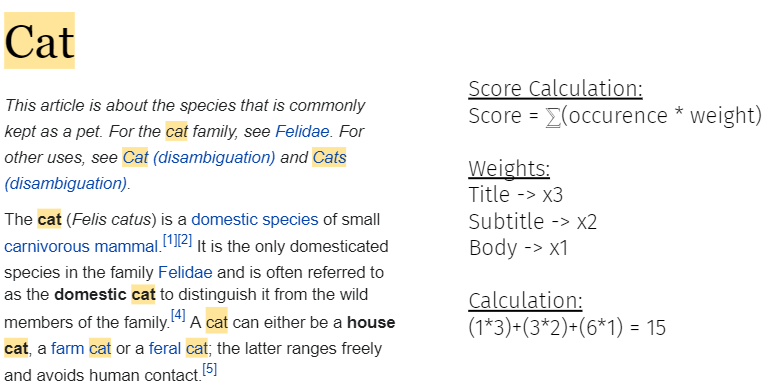 Cat
This article is about the species that is commonly
kept as a pet. For the cat family, see Felidae. For
other uses, see Cat (disambiguation) and Cats
(disambiguation).
The cat (Felis catus) is a domestic species of small
carnivorous mammal.[1][2] It is the only domesticated
species in the family Felidae and is often referred to
as the domestic cat to distinguish it from the wild
members of the family.[4] A cat can either be a house
cat, a farm cat or a feral cat; the latter ranges freely
and avoids human contact.[5]
Score Calculation:
Score = ∑(occurence * weight)
Weights:
Title -> x3
Subtitle -> x2
Body -> x1
Calculation:
(1*3)+(3*2)+(6*1) = 15